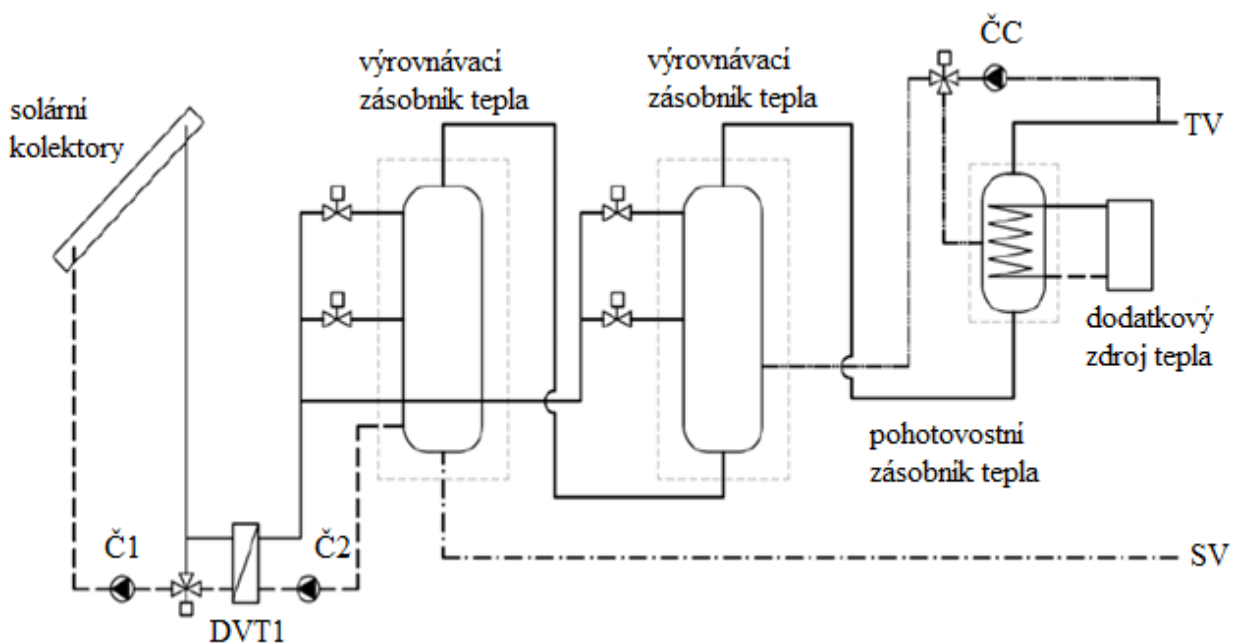 solární
kolektory
výrovnávací
zásobník tepla
výrovnávací
zásobník tepla
ČC
TV
dodatkový
zdroj tepla
pohotovostní
zásobník tepla
SV
Č1
Č2
DVT1